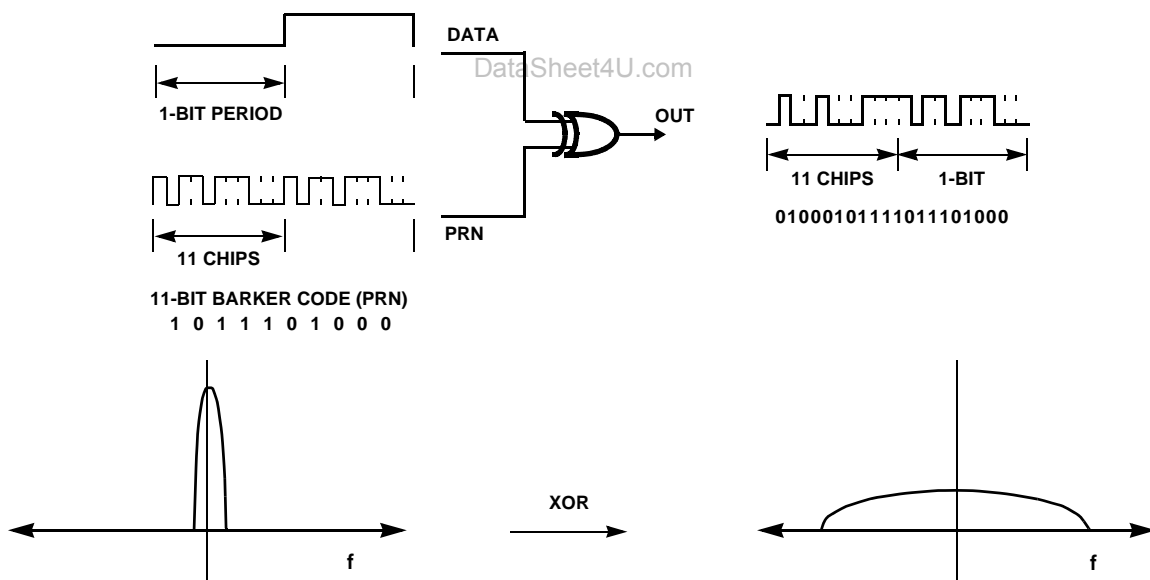 DATA
DataSheet4U.com
1-BIT PERIOD
OUT
11 CHIPS
1-BIT
01000101111011101000
PRN
11 CHIPS
11-BIT BARKER CODE (PRN)
1 0 1 1 1 0 1 0 0 0
XOR
f
f